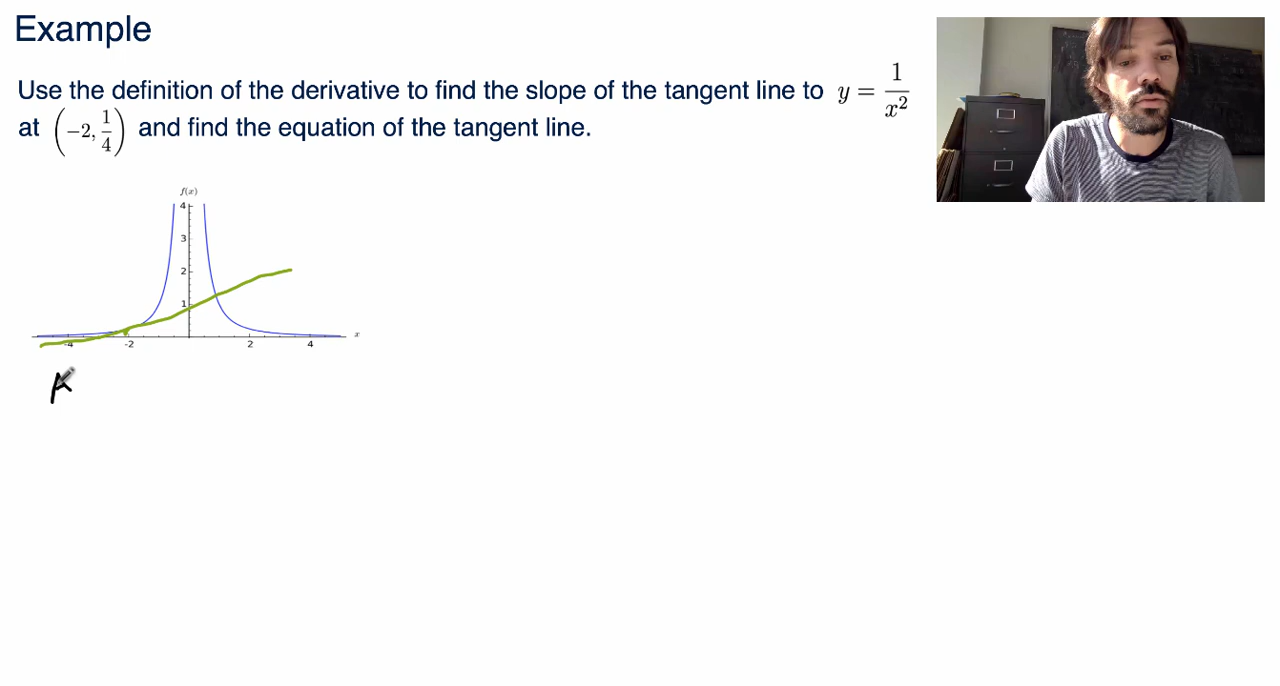 Example
Use the definition of the derivative to find the slope of the tangent line to y = 1/x²
at (−2, 1/4) and find the equation of the tangent line.
f(x)
4
3
2
1
-4 -2 2 4 x